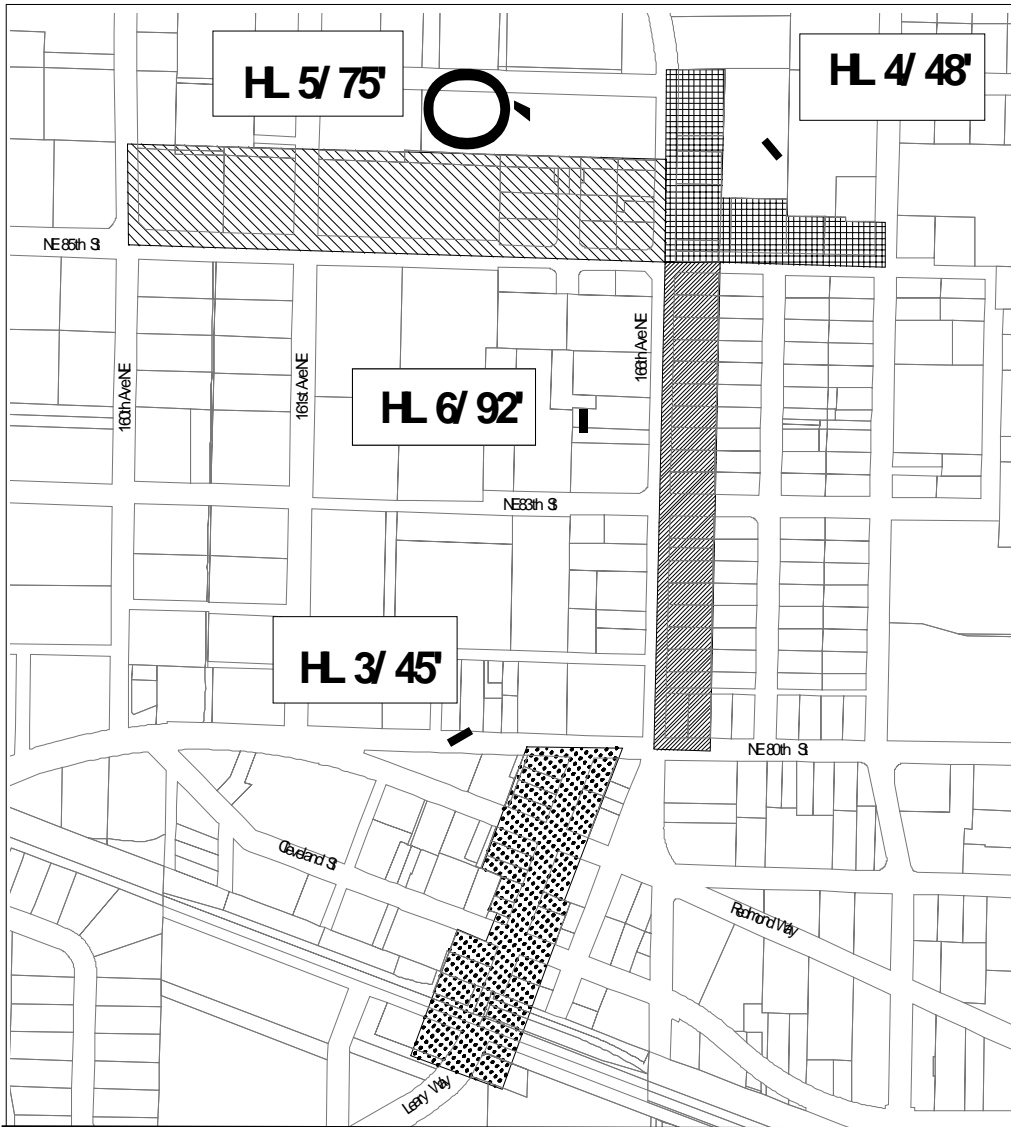 HL 5/ 75'
HL 4/ 48'
NE 85th St
160th Ave NE
161st Ave NE
166th Ave NE
HL 6/ 92'
NE 83th St
HL 3/ 45'
NE 80th St
Cleveland St
Redmond Way
Leary Way